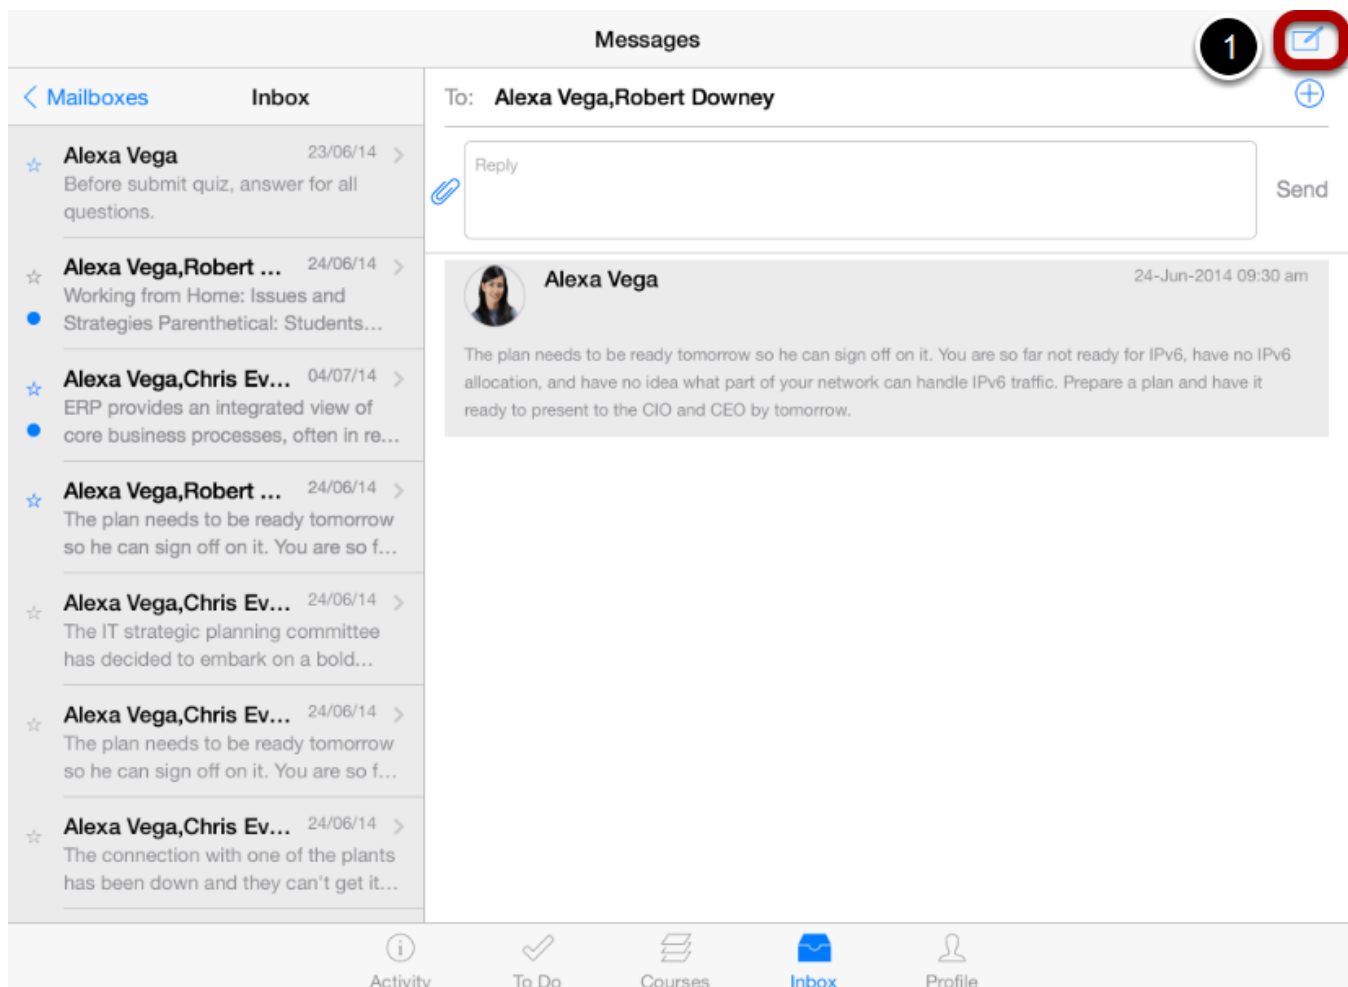 Messages
1
Mailboxes
Inbox
Alexa Vega 23/06/14
Before submit quiz, answer for all
questions.
Alexa Vega,Robert ... 24/06/14
Working from Home: Issues and
Strategies Parenthetical: Students...
Alexa Vega,Chris Ev... 04/07/14
ERP provides an integrated view of
core business processes, often in re...
Alexa Vega,Robert ... 24/06/14
The plan needs to be ready tomorrow
so he can sign off on it. You are so f...
Alexa Vega,Chris Ev... 24/06/14
The IT strategic planning committee
has decided to embark on a bold...
Alexa Vega,Chris Ev... 24/06/14
The plan needs to be ready tomorrow
so he can sign off on it. You are so f...
Alexa Vega,Chris Ev... 24/06/14
The connection with one of the plants
has been down and they can't get it...
To: Alexa Vega,Robert Downey
Reply
Send
Alexa Vega
24-Jun-2014 09:30 am
The plan needs to be ready tomorrow so he can sign off on it. You are so far not ready for IPv6, have no IPv6
allocation, and have no idea what part of your network can handle IPv6 traffic. Prepare a plan and have it
ready to present to the CIO and CEO by tomorrow.
Activity
To Do
Courses
Inbox
Profile